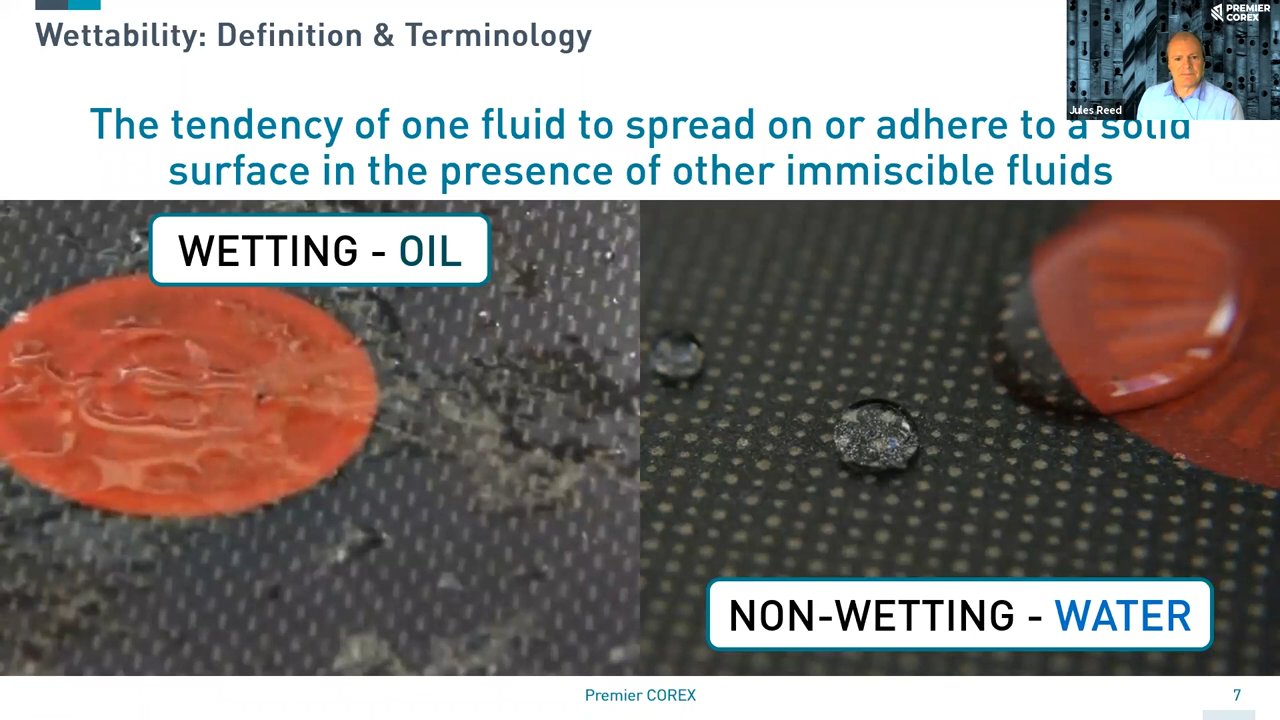 Wettability: Definition & Terminology
PREMIER
COREX
Jules Reed
The tendency of one fluid to spread on or adhere to a solid
surface in the presence of other immiscible fluids
WETTING - OIL
NON-WETTING - WATER
Premier COREX
7